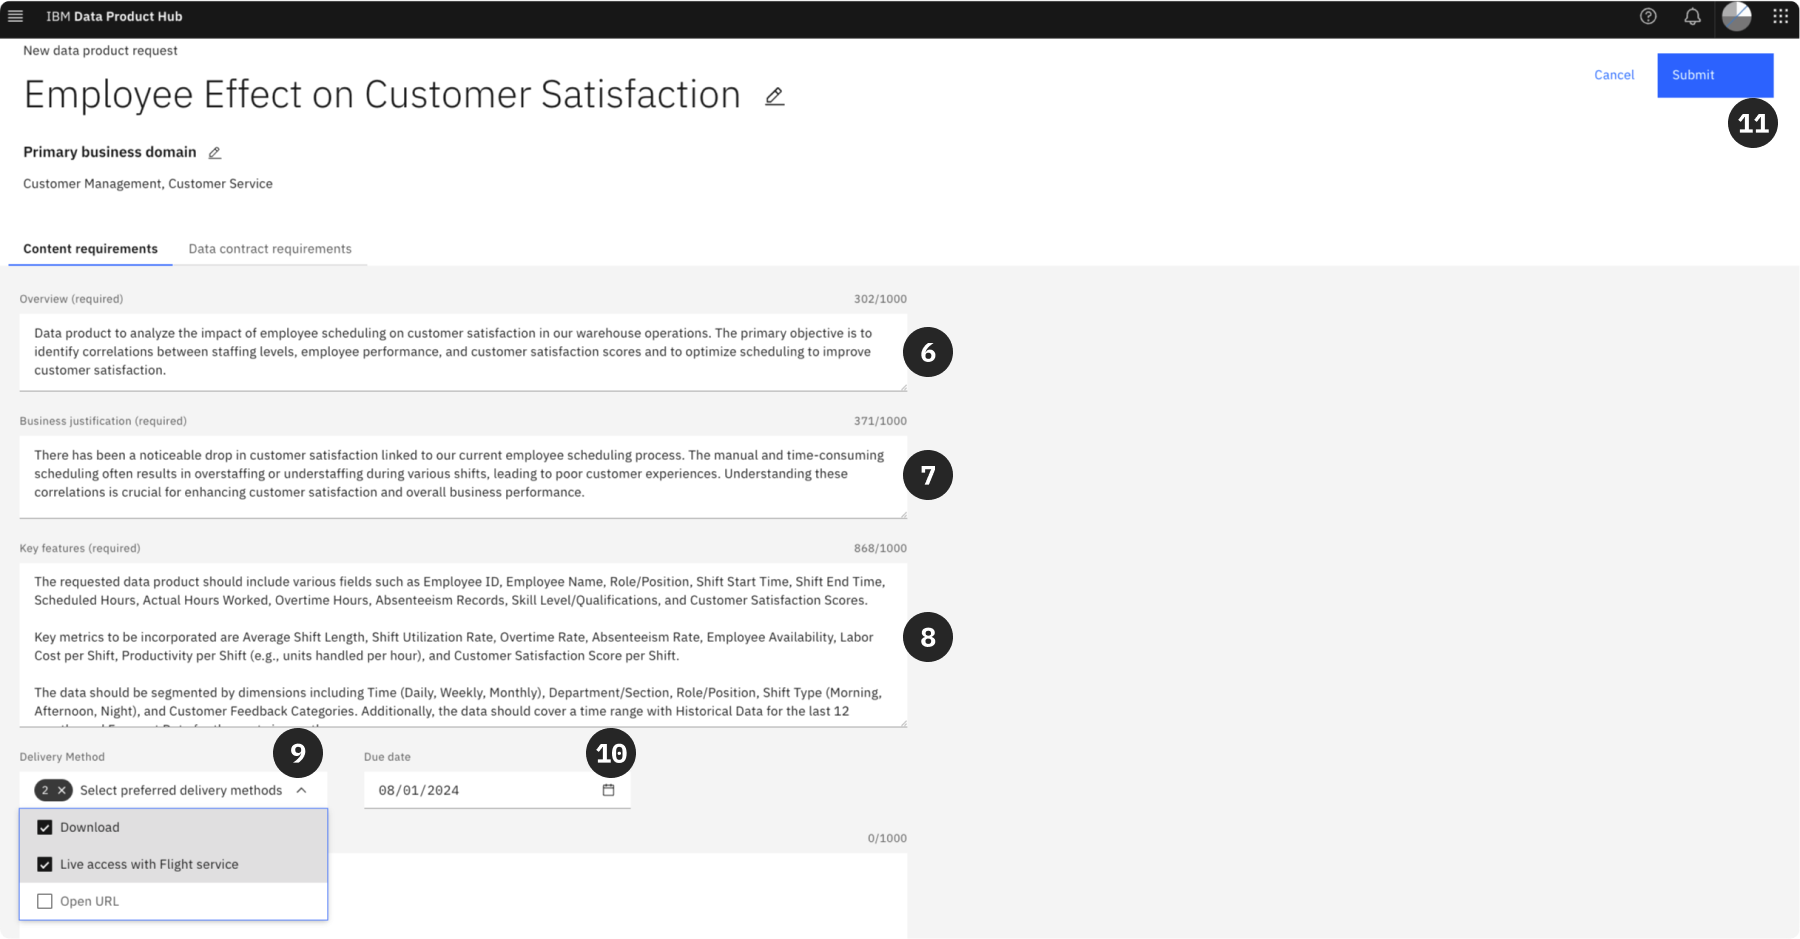 IBM Data Product Hub
New data product request
Employee Effect on Customer Satisfaction
Cancel
Submit
11
Primary business domain
Customer Management, Customer Service
Content requirements
Data contract requirements
Overview (required)
302/1000
Data product to analyze the impact of employee scheduling on customer satisfaction in our warehouse operations. The primary objective is to
identify correlations between staffing levels, employee performance, and customer satisfaction scores and to optimize scheduling to improve
customer satisfaction.
6
Business justification (required)
371/1000
There has been a noticeable drop in customer satisfaction linked to our current employee scheduling process. The manual and time-consuming
scheduling often results in overstaffing or understaffing during various shifts, leading to poor customer experiences. Understanding these
correlations is crucial for enhancing customer satisfaction and overall business performance.
7
Key features (required)
868/1000
The requested data product should include various fields such as Employee ID, Employee Name, Role/Position, Shift Start Time, Shift End Time,
Scheduled Hours, Actual Hours Worked, Overtime Hours, Absenteeism Records, Skill Level/Qualifications, and Customer Satisfaction Scores.
Key metrics to be incorporated are Average Shift Length, Shift Utilization Rate, Overtime Rate, Absenteeism Rate, Employee Availability, Labor
Cost per Shift, Productivity per Shift (e.g., units handled per hour), and Customer Satisfaction Score per Shift.
8
The data should be segmented by dimensions including Time (Daily, Weekly, Monthly), Department/Section, Role/Position, Shift Type (Morning,
Afternoon, Night), and Customer Feedback Categories. Additionally, the data should cover a time range with Historical Data for the last 12
Delivery Method
9
Due date
10
2 Select preferred delivery methods
08/01/2024
Download
0/1000
Live access with Flight service
Open URL